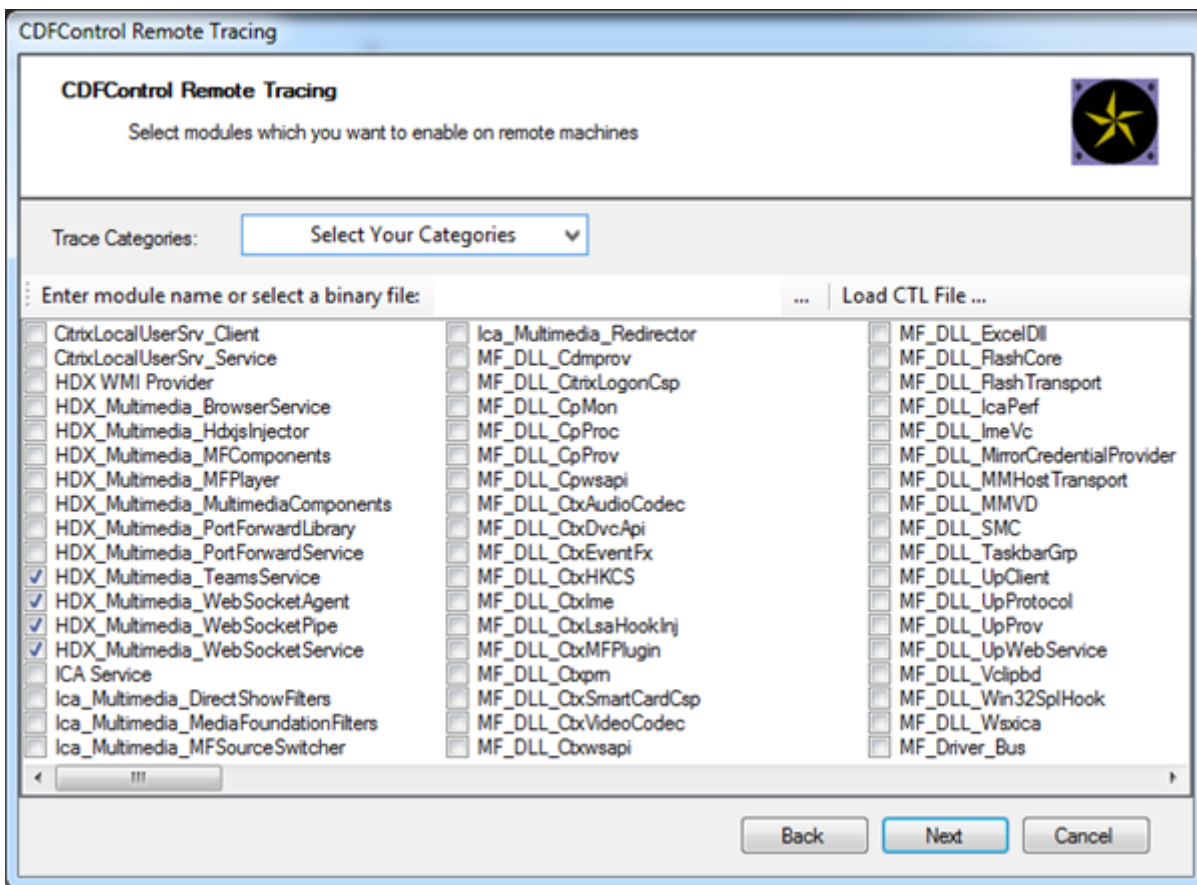 CDFControl Remote Tracing
CDFControl Remote Tracing
Select modules which you want to enable on remote machines
Trace Categories:
Select Your Categories
Enter module name or select a binary file:
...
Load CTL File ...
CitrixLocalUserSrv_Client
CitrixLocalUserSrv_Service
HDX WMI Provider
HDX_Multimedia_BrowserService
HDX_Multimedia_HdxjsInjector
HDX_Multimedia_MFComponents
HDX_Multimedia_MFPlayer
HDX_Multimedia_MultimediaComponents
HDX_Multimedia_PortForwardLibrary
HDX_Multimedia_PortForwardService
HDX_Multimedia_TeamsService
HDX_Multimedia_WebSocketAgent
HDX_Multimedia_WebSocketPipe
HDX_Multimedia_WebSocketService
ICA Service
Ica_Multimedia_DirectShowFilters
Ica_Multimedia_MediaFoundationFilters
Ica_Multimedia_MFSourceSwitcher
Ica_Multimedia_Redirector
MF_DLL_Cdmprov
MF_DLL_CitrixLogonCsp
MF_DLL_CpMon
MF_DLL_CpProc
MF_DLL_CpProv
MF_DLL_Cpwsapi
MF_DLL_CtxAudioCodec
MF_DLL_CtxDvcApi
MF_DLL_CtxEventFx
MF_DLL_CtxHKCS
MF_DLL_CtxIme
MF_DLL_CtxLsaHookInj
MF_DLL_CtxMFPlugin
MF_DLL_Ctxprn
MF_DLL_CtxSmartCardCsp
MF_DLL_CtxVideoCodec
MF_DLL_Ctxwsapi
MF_DLL_ExcelDll
MF_DLL_FlashCore
MF_DLL_FlashTransport
MF_DLL_IcaPerf
MF_DLL_ImeVc
MF_DLL_MirrorCredentialProvider
MF_DLL_MMHostTransport
MF_DLL_MMVD
MF_DLL_SMC
MF_DLL_TaskbarGrp
MF_DLL_UpClient
MF_DLL_UpProtocol
MF_DLL_UpProv
MF_DLL_UpWebService
MF_DLL_Vclipbd
MF_DLL_Win32SplHook
MF_DLL_Wsxica
MF_Driver_Bus
Back
Next
Cancel